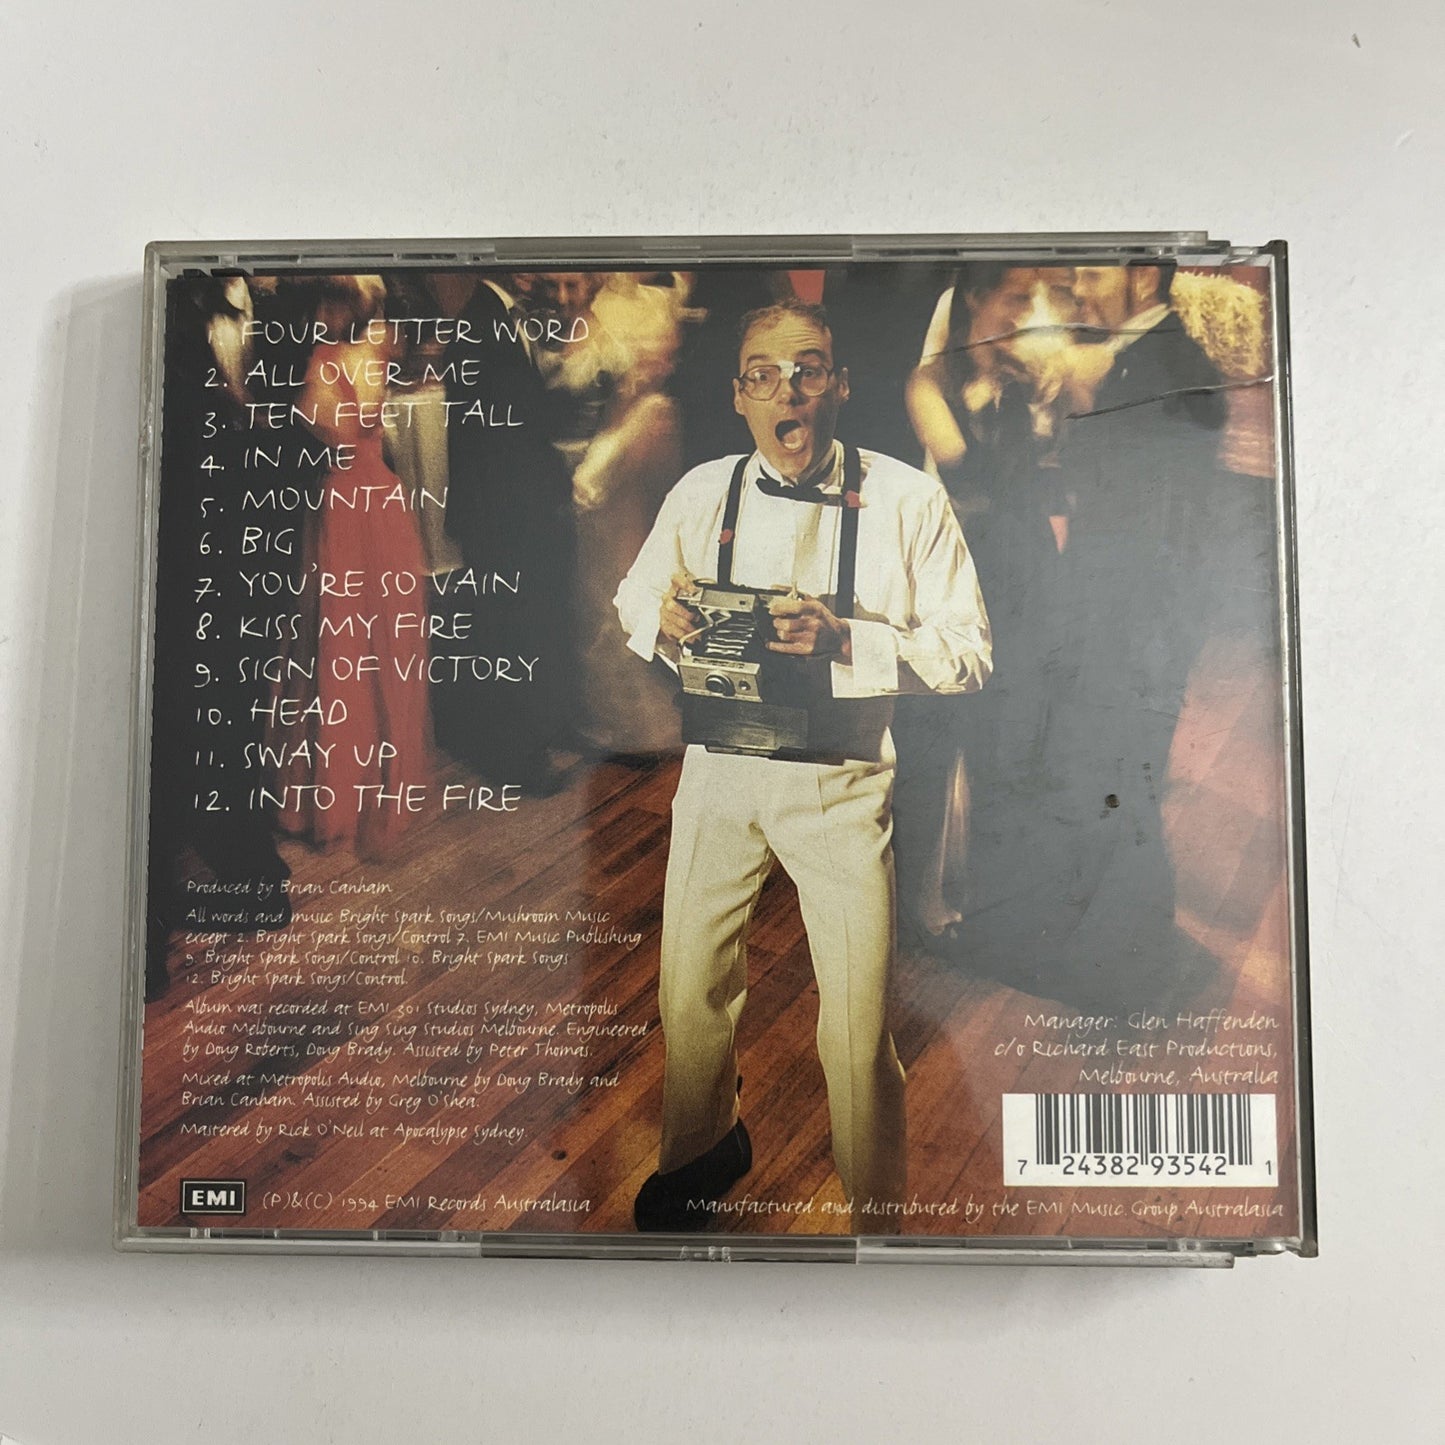 1. FOUR LETTER WORD
2. ALL OVER ME
3. TEN FEET TALL
4. IN ME
5. MOUNTAIN
6. BIG
7. YOU'RE SO VAIN
8. KISS MY FIRE
9. SIGN OF VICTORY
10. HEAD
11. SWAY UP
12. INTO THE FIRE
Produced by Brian Canham
All words and music Bright Spark Songs/Mushroom Music
except 2. Bright Spark Songs/Control 7. EMI Music Publishing
9. Bright Spark Songs/Control 10. Bright Spark Songs
12. Bright Spark Songs/Control.
Album was recorded at EMI 301 Studios Sydney, Metropolis
Audio Melbourne and Sing Sing Studios Melbourne. Engineered
by Doug Roberts, Doug Brady. Assisted by Peter Thomas.
Mixed at Metropolis Audio, Melbourne by Doug Brady and
Brian Canham. Assisted by Greg O'Shea.
Mastered by Rick O'Neil at Apocalypse Sydney.
EMI (P)&(C) 1994 EMI Records Australasia
Manager: Glen Haffenden
c/o Richard East Productions,
Melbourne, Australia
7 24382 93542 1
Manufactured and distributed by the EMI Music Group Australasia